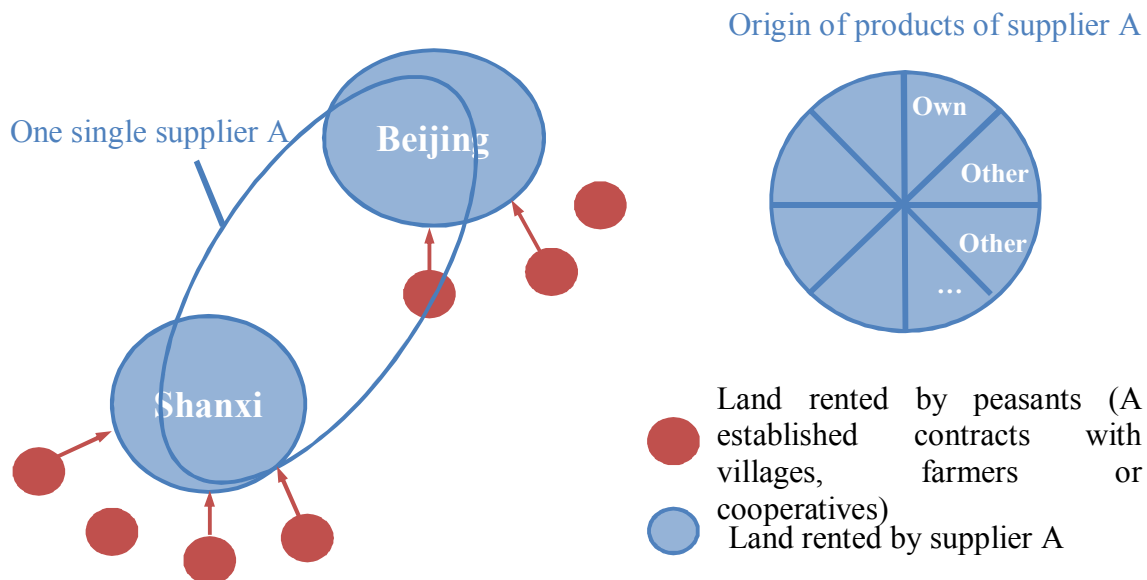 Origin of products of supplier A
One single supplier A
Beijing
Shanxi
Own
Other
Other
...
Land rented by peasants (A
established contracts with
villages, farmers or
cooperatives)
Land rented by supplier A